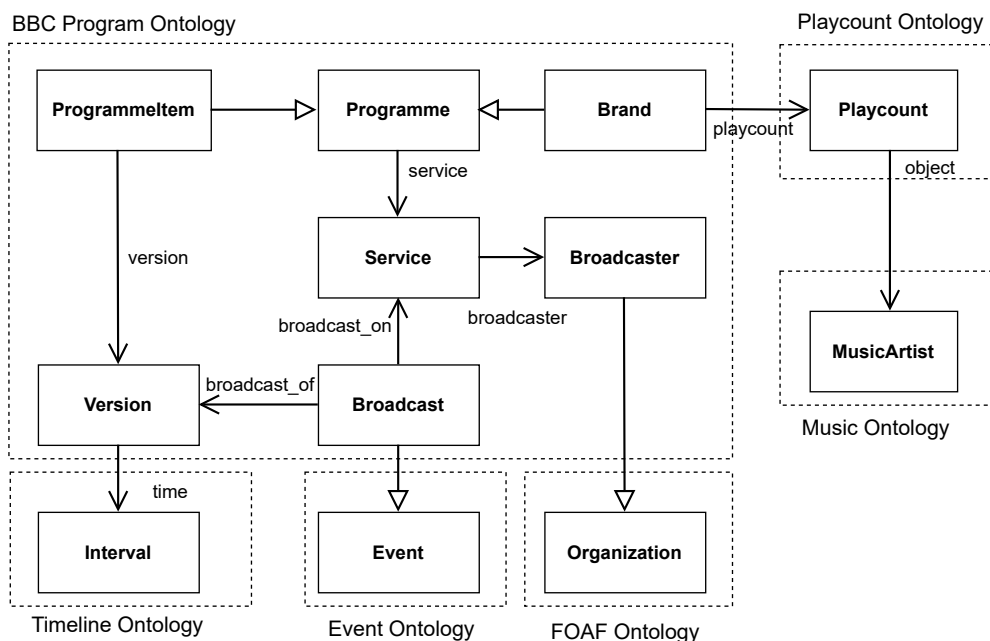 BBC Program Ontology
Playcount Ontology
ProgrammeItem
Programme
Brand
Playcount
playcount
service
object
version
Service
Broadcaster
broadcast_on
broadcaster
MusicArtist
Version
broadcast_of
Broadcast
Music Ontology
time
Interval
Event
Organization
Timeline Ontology
Event Ontology
FOAF Ontology